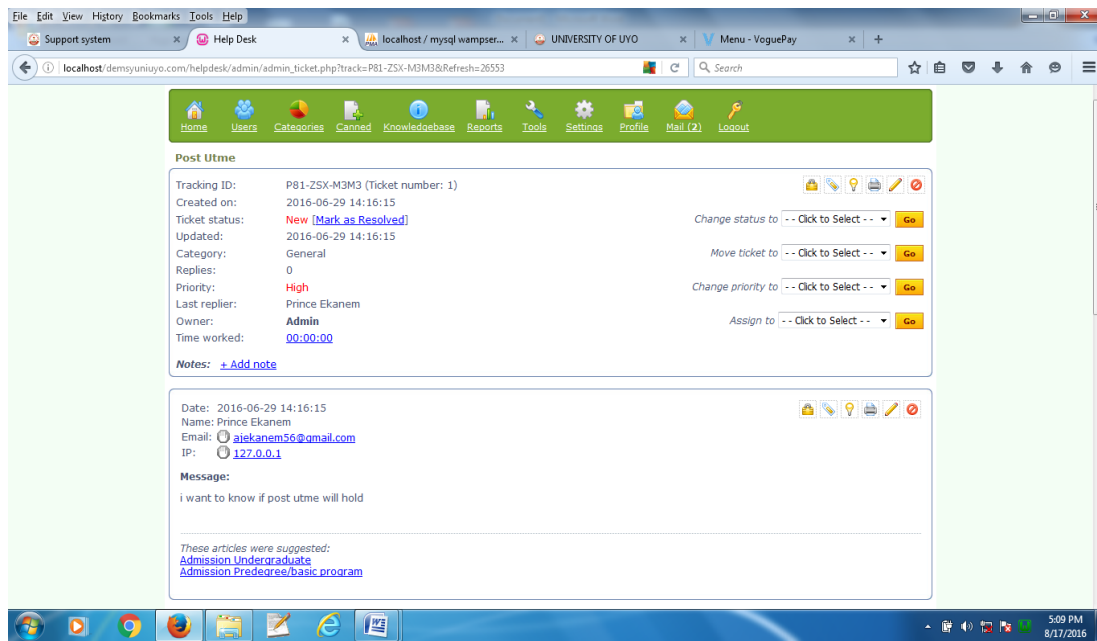 File Edit View History Bookmarks Tools Help
Support system × Help Desk × localhost / mysql wampser... × UNIVERSITY OF UYO × Menu - VoguePay × +
localhost/demsyuniuyo.com/helpdesk/admin/admin_ticket.php?track=P81-ZSX-M3M3&Refresh=26553 Search
Home Users Categories Canned Knowledgebase Reports Tools Settings Profile Mail (2) Logout
Post Utme
Tracking ID: P81-ZSX-M3M3 (Ticket number: 1)
Created on: 2016-06-29 14:16:15
Ticket status: New [Mark as Resolved] Change status to - - Click to Select - - Go
Updated: 2016-06-29 14:16:15
Category: General Move ticket to - - Click to Select - - Go
Replies: 0
Priority: High Change priority to - - Click to Select - - Go
Last replier: Prince Ekanem
Owner: Admin Assign to - - Click to Select - - Go
Time worked: 00:00:00
Notes: + Add note
Date: 2016-06-29 14:16:15
Name: Prince Ekanem
Email: ajekanem56@gmail.com
IP: 127.0.0.1
Message:
i want to know if post utme will hold
These articles were suggested:
Admission Undergraduate
Admission Predegree/basic program
5:09 PM
8/17/2016